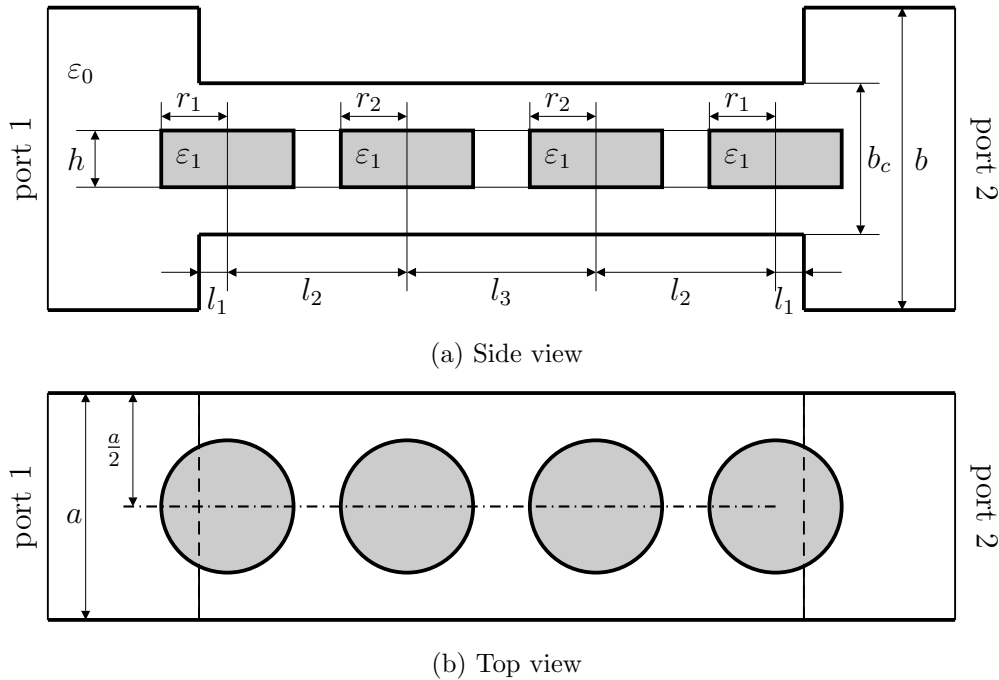 ε₀
port 1
r₁ r₂ r₂ r₁
h ε₁ ε₁ ε₁ ε₁ b_c b
port 2
l₁ l₂ l₃ l₂ l₁
(a) Side view
port 1
a/2
a
port 2
(b) Top view